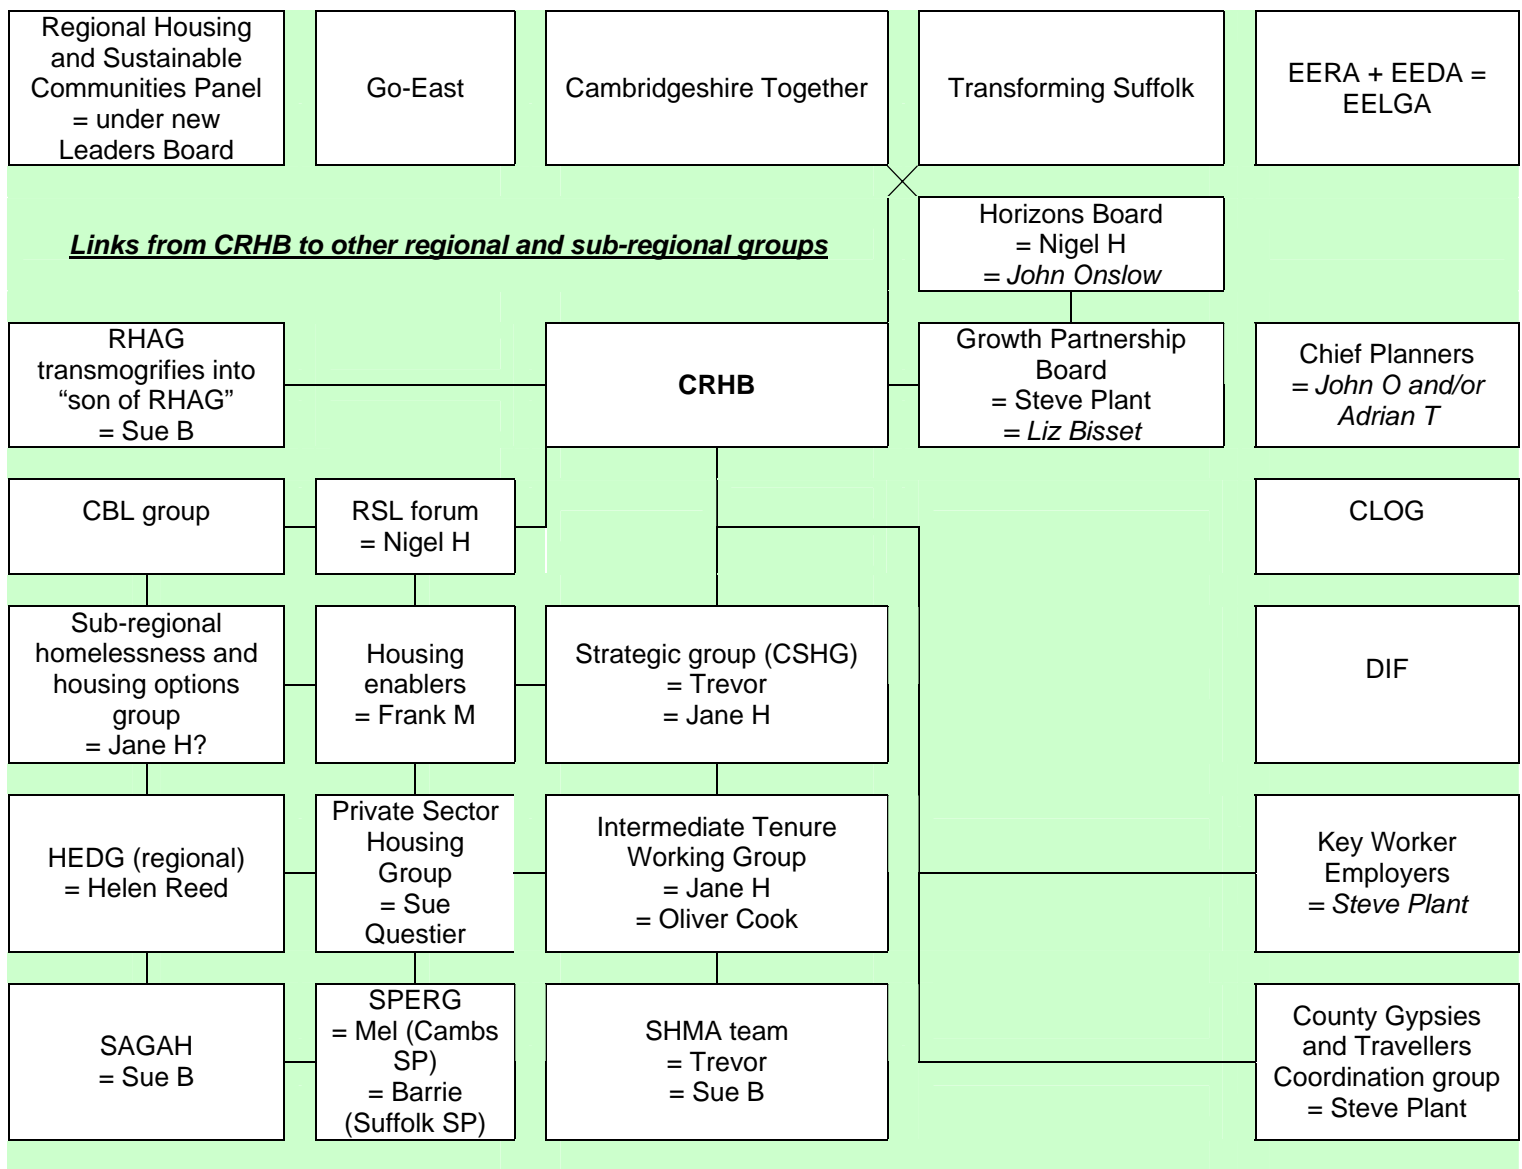 Regional Housing
and Sustainable
Communities Panel
= under new
Leaders Board
Go-East
Cambridgeshire Together
Transforming Suffolk
EERA + EEDA =
EELGA
Links from CRHB to other regional and sub-regional groups
Horizons Board
= Nigel H
= John Onslow
RHAG
transmogrifies into
“son of RHAG”
= Sue B
CRHB
Growth Partnership
Board
= Steve Plant
= Liz Bisset
Chief Planners
= John O and/or
Adrian T
CBL group
RSL forum
= Nigel H
CLOG
Sub-regional
homelessness and
housing options
group
= Jane H?
Housing
enablers
= Frank M
Strategic group (CSHG)
= Trevor
= Jane H
DIF
HEDG (regional)
= Helen Reed
Private Sector
Housing
Group
= Sue
Questier
Intermediate Tenure
Working Group
= Jane H
= Oliver Cook
Key Worker
Employers
= Steve Plant
SAGAH
= Sue B
SPERG
= Mel (Cambs
SP)
= Barrie
(Suffolk SP)
SHMA team
= Trevor
= Sue B
County Gypsies
and Travellers
Coordination group
= Steve Plant